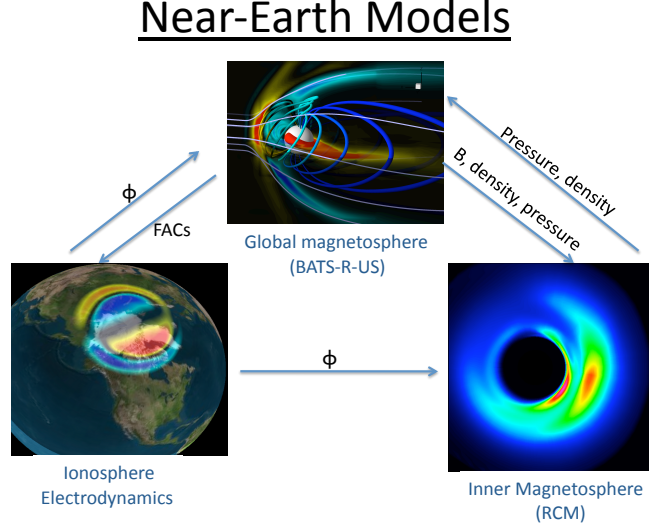 Near-Earth Models
Pressure, density
B, density, pressure
ϕ
FACs
Global magnetosphere
(BATS-R-US)
ϕ
Ionosphere
Electrodynamics
Inner Magnetosphere
(RCM)